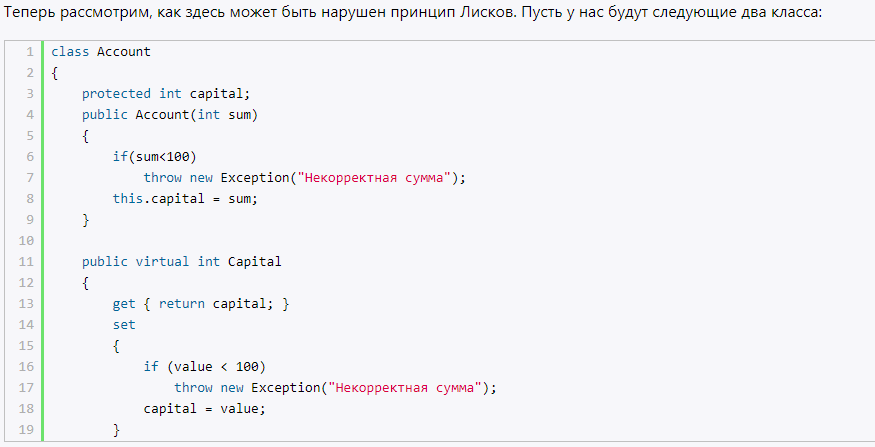 Теперь рассмотрим, как здесь может быть нарушен принцип Лисков. Пусть у нас будут следующие два класса:
1 class Account
2 {
3     protected int capital;
4     public Account(int sum)
5     {
6         if(sum<100)
7             throw new Exception("Некорректная сумма");
8         this.capital = sum;
9     }
10
11     public virtual int Capital
12     {
13         get { return capital; }
14         set
15         {
16             if (value < 100)
17                 throw new Exception("Некорректная сумма");
18             capital = value;
19         }